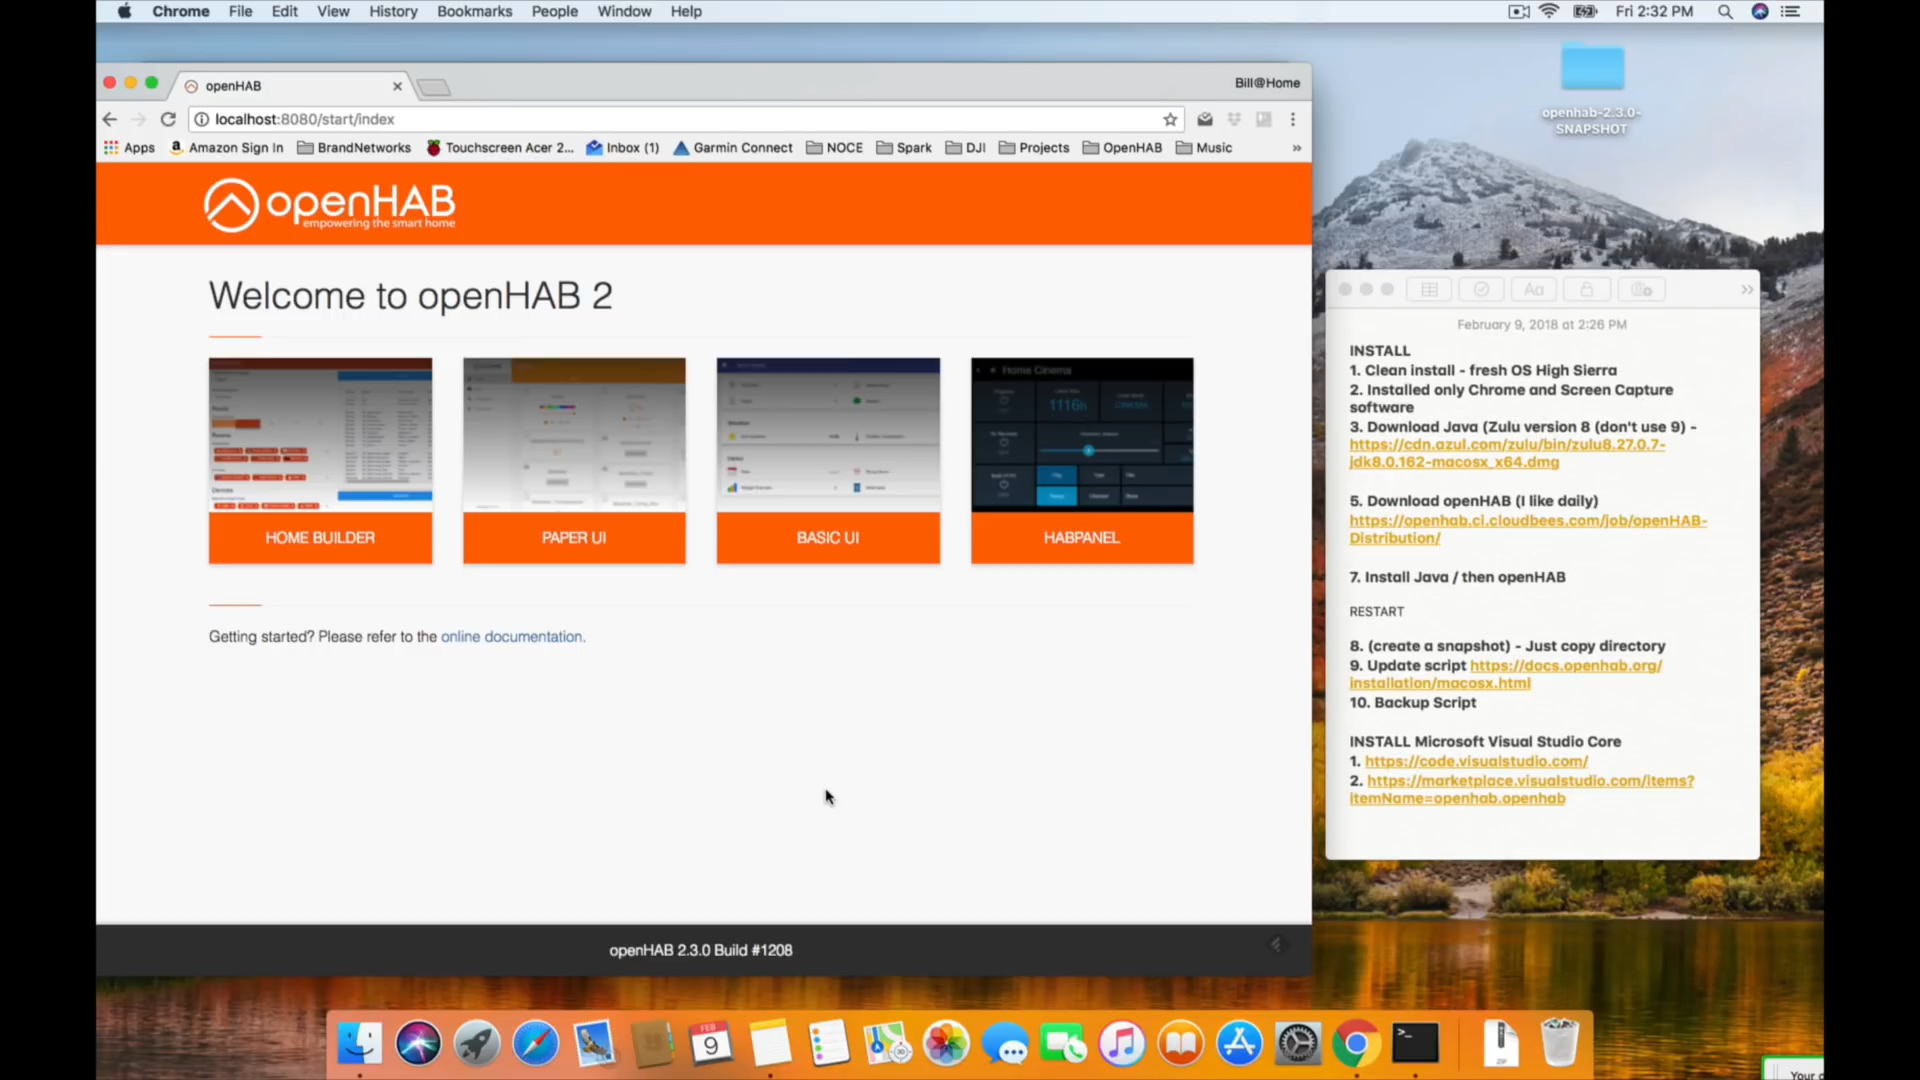 Chrome File Edit View History Bookmarks People Window Help
Fri 2:32 PM
openHAB
Bill@Home
localhost:8080/start/index
Apps Amazon Sign In BrandNetworks Touchscreen Acer 2... Inbox (1) Garmin Connect NOCE Spark DJI Projects OpenHAB Music »
openHAB
empowering the smart home
Welcome to openHAB 2
Home Cinema
1116h
HOME BUILDER
PAPER UI
BASIC UI
HABPANEL
Getting started? Please refer to the online documentation.
openHAB 2.3.0 Build #1208
openhab-2.3.0-
SNAPSHOT
Aa
February 9, 2018 at 2:26 PM
INSTALL
1. Clean install - fresh OS High Sierra
2. Installed only Chrome and Screen Capture
software
3. Download Java (Zulu version 8 (don't use 9) -
https://cdn.azul.com/zulu/bin/zulu8.27.0.7-
jdk8.0.162-macosx_x64.dmg
5. Download openHAB (I like daily)
https://openhab.ci.cloudbees.com/job/openHAB-
Distribution/
7. Install Java / then openHAB
RESTART
8. (create a snapshot) - Just copy directory
9. Update script https://docs.openhab.org/
installation/macosx.html
10. Backup Script
INSTALL Microsoft Visual Studio Core
1. https://code.visualstudio.com/
2. https://marketplace.visualstudio.com/items?
itemName=openhab.openhab
FEB
9
ZIP
Your